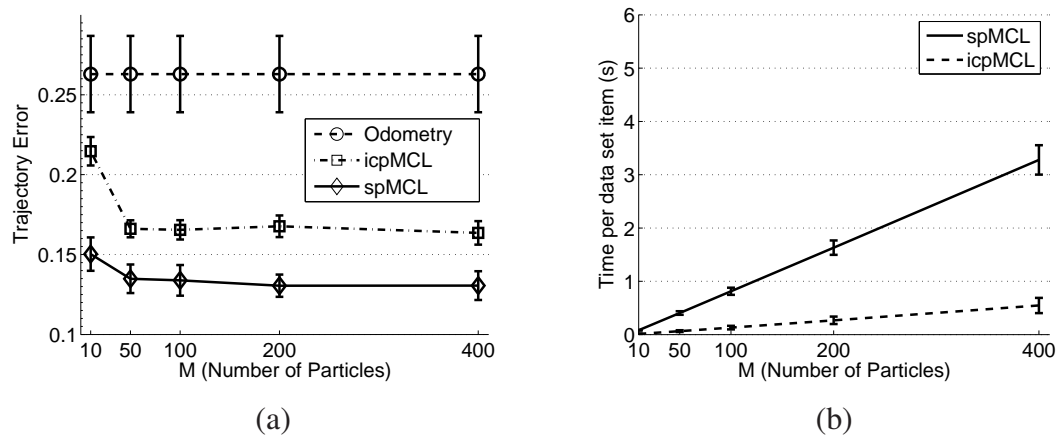 Trajectory Error
0.25
0.2
0.15
0.1
Odometry
icpMCL
spMCL
10 50 100 200 400
M (Number of Particles)
(a)
Time per data set item (s)
6
5
4
3
2
1
0
spMCL
icpMCL
10 50 100 200 400
M (Number of Particles)
(b)